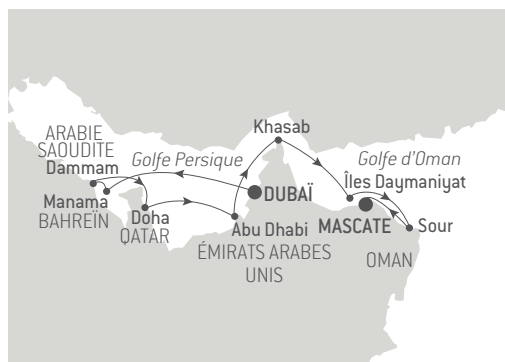 Khasab
ARABIE
SAOUDITE
Dammam
Golfe Persique
Golfe d'Oman
Îles Daymaniyat
Manama
BAHREÏN
DUBAÏ
Doha
QATAR
Abu Dhabi
MASCATE
Sour
ÉMIRATS ARABES
UNIS
OMAN